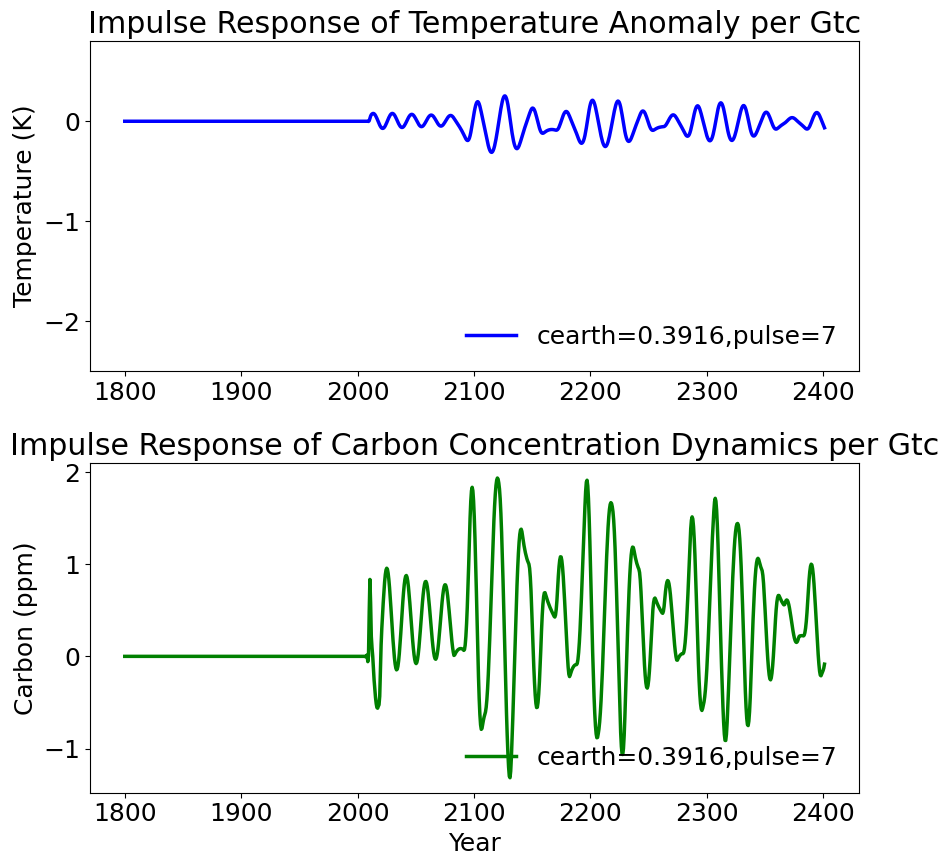 Impulse Response of Temperature Anomaly per Gtc
Temperature (K)
0
−1
−2
cearth=0.3916,pulse=7
1800 1900 2000 2100 2200 2300 2400
Impulse Response of Carbon Concentration Dynamics per Gtc
Carbon (ppm)
2
1
0
−1
cearth=0.3916,pulse=7
1800 1900 2000 2100 2200 2300 2400
Year